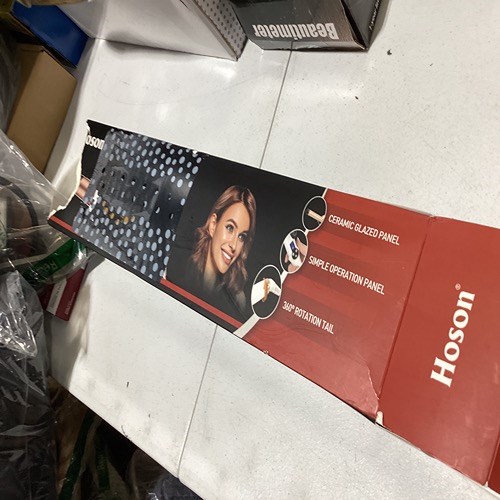 Beautimeter
CERAMIC GLAZED PANEL
SIMPLE OPERATION PANEL
360° ROTATION TAIL
Hoson®